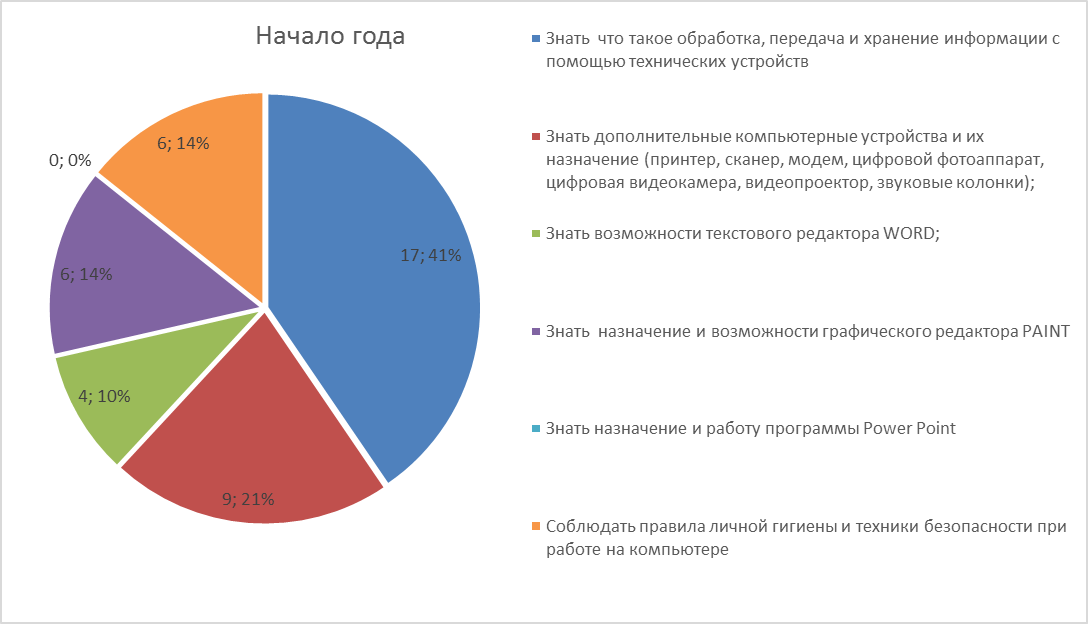 Начало года
17; 41%
9; 21%
4; 10%
6; 14%
0; 0%
6; 14%
Знать  что такое обработка, передача и хранение информации с
помощью технических устройств
Знать дополнительные компьютерные устройства и их
назначение (принтер, сканер, модем, цифровой фотоаппарат,
цифровая видеокамера, видеопроектор, звуковые колонки);
Знать возможности текстового редактора WORD;
Знать  назначение и возможности графического редактора PAINT
Знать назначение и работу программы Power Point
Соблюдать правила личной гигиены и техники безопасности при
работе на компьютере